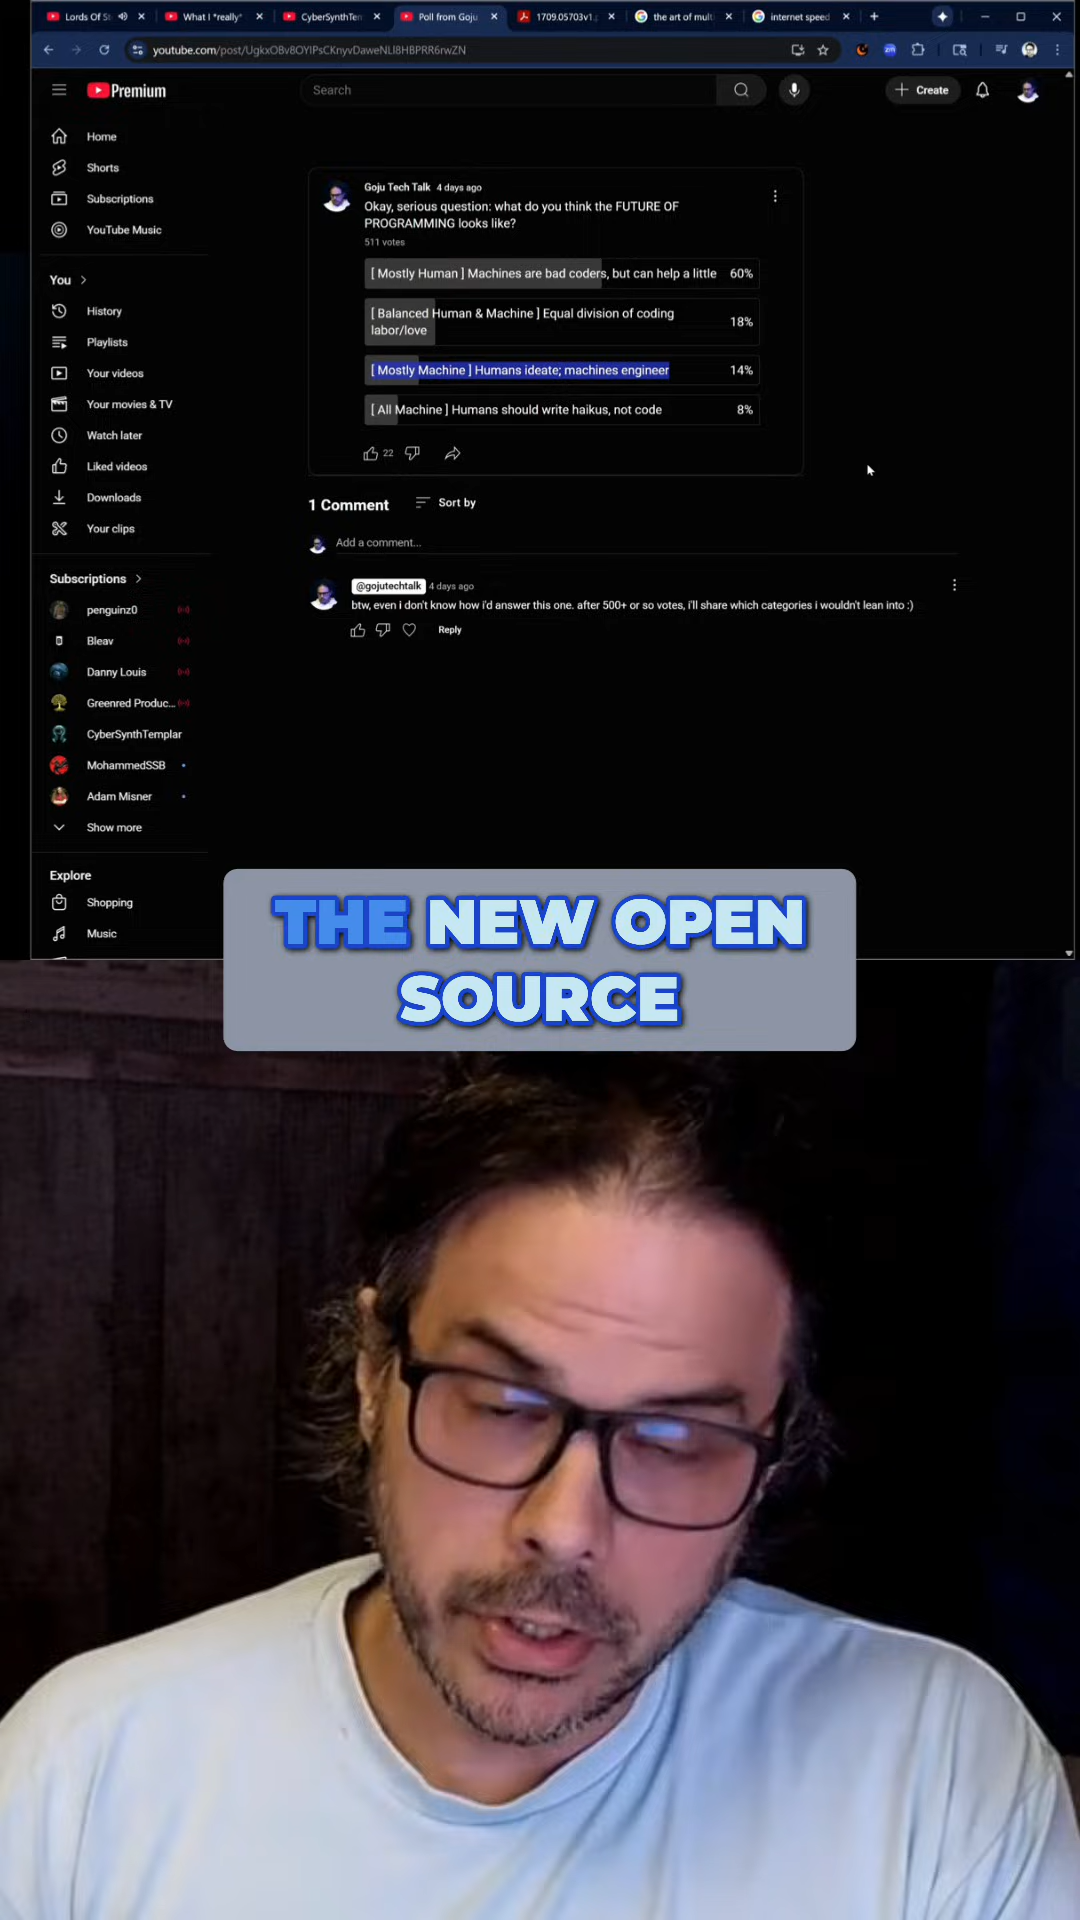 Lords Of St
What I *really*
CyberSynthTem
Poll from Goju
1709.05703v1.p
the art of mult
internet speed
youtube.com/post/UgkxOBv8OYIPsCKnyvDaweNLI8HBPRR6rwZN
Premium
Search
Create
Home
Shorts
Subscriptions
YouTube Music
You
History
Playlists
Your videos
Your movies & TV
Watch later
Liked videos
Downloads
Your clips
Subscriptions
penguinz0
Bleav
Danny Louis
Greenred Produc...
CyberSynthTemplar
MohammedSSB
Adam Misner
Show more
Explore
Shopping
Music
Goju Tech Talk 4 days ago
Okay, serious question: what do you think the FUTURE OF
PROGRAMMING looks like?
511 votes
[ Mostly Human ] Machines are bad coders, but can help a little 60%
[ Balanced Human & Machine ] Equal division of coding
labor/love
18%
[ Mostly Machine ] Humans ideate; machines engineer 14%
[ All Machine ] Humans should write haikus, not code 8%
22
1 Comment Sort by
Add a comment...
@gojutechtalk 4 days ago
btw, even i don't know how i'd answer this one. after 500+ or so votes, i'll share which categories i wouldn't lean into :)
Reply
THE NEW OPEN
SOURCE